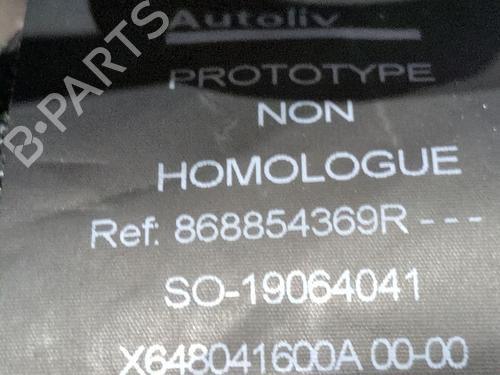 Autoliv
PROTOTYPE
NON
HOMOLOGUE
Ref: 868854369R - - -
SO-19064041
X648041600A 00-00
B-PARTS